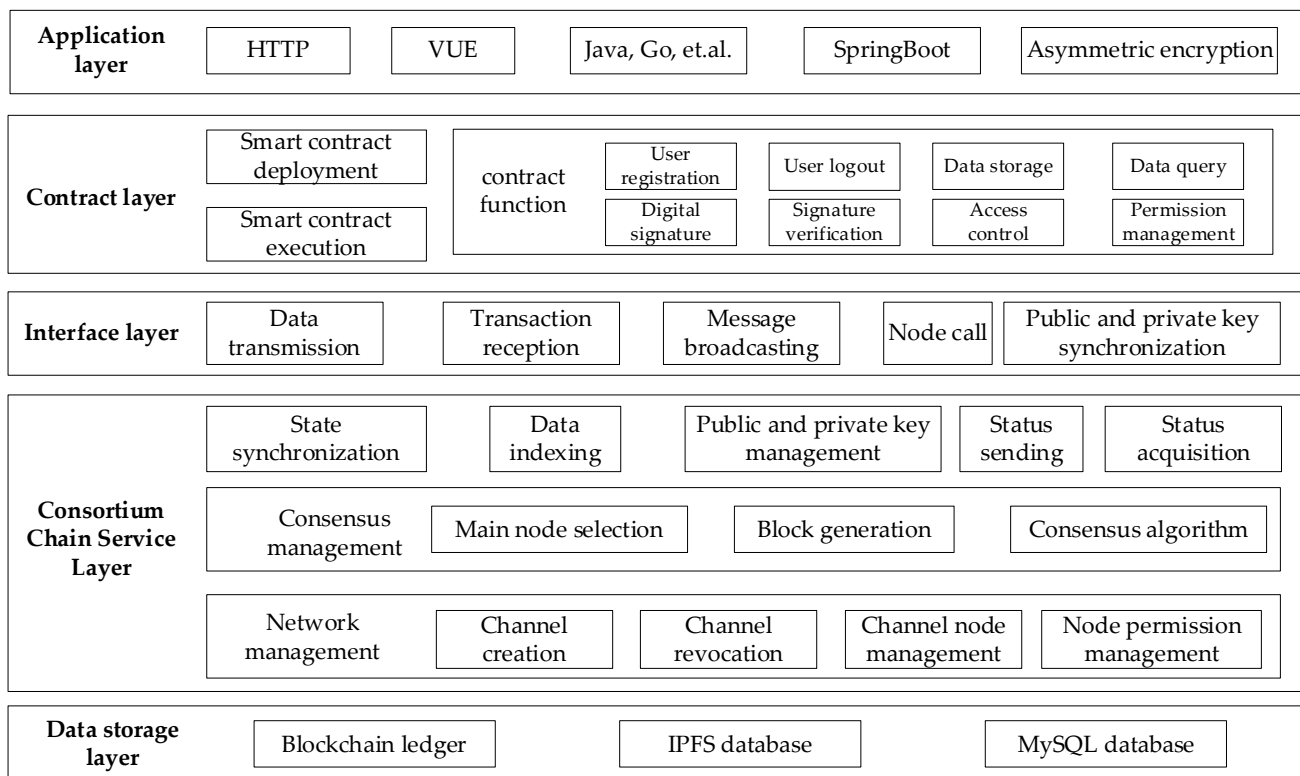 Application
layer
HTTP
VUE
Java, Go, et.al.
SpringBoot
Asymmetric encryption
Contract layer
Smart contract
deployment
Smart contract
execution
contract
function
User
registration
User logout
Data storage
Data query
Digital
signature
Signature
verification
Access
control
Permission
management
Interface layer
Data
transmission
Transaction
reception
Message
broadcasting
Node call
Public and private key
synchronization
Consortium
Chain Service
Layer
State
synchronization
Data
indexing
Public and private key
management
Status
sending
Status
acquisition
Consensus
management
Main node selection
Block generation
Consensus algorithm
Network
management
Channel
creation
Channel
revocation
Channel node
management
Node permission
management
Data storage
layer
Blockchain ledger
IPFS database
MySQL database